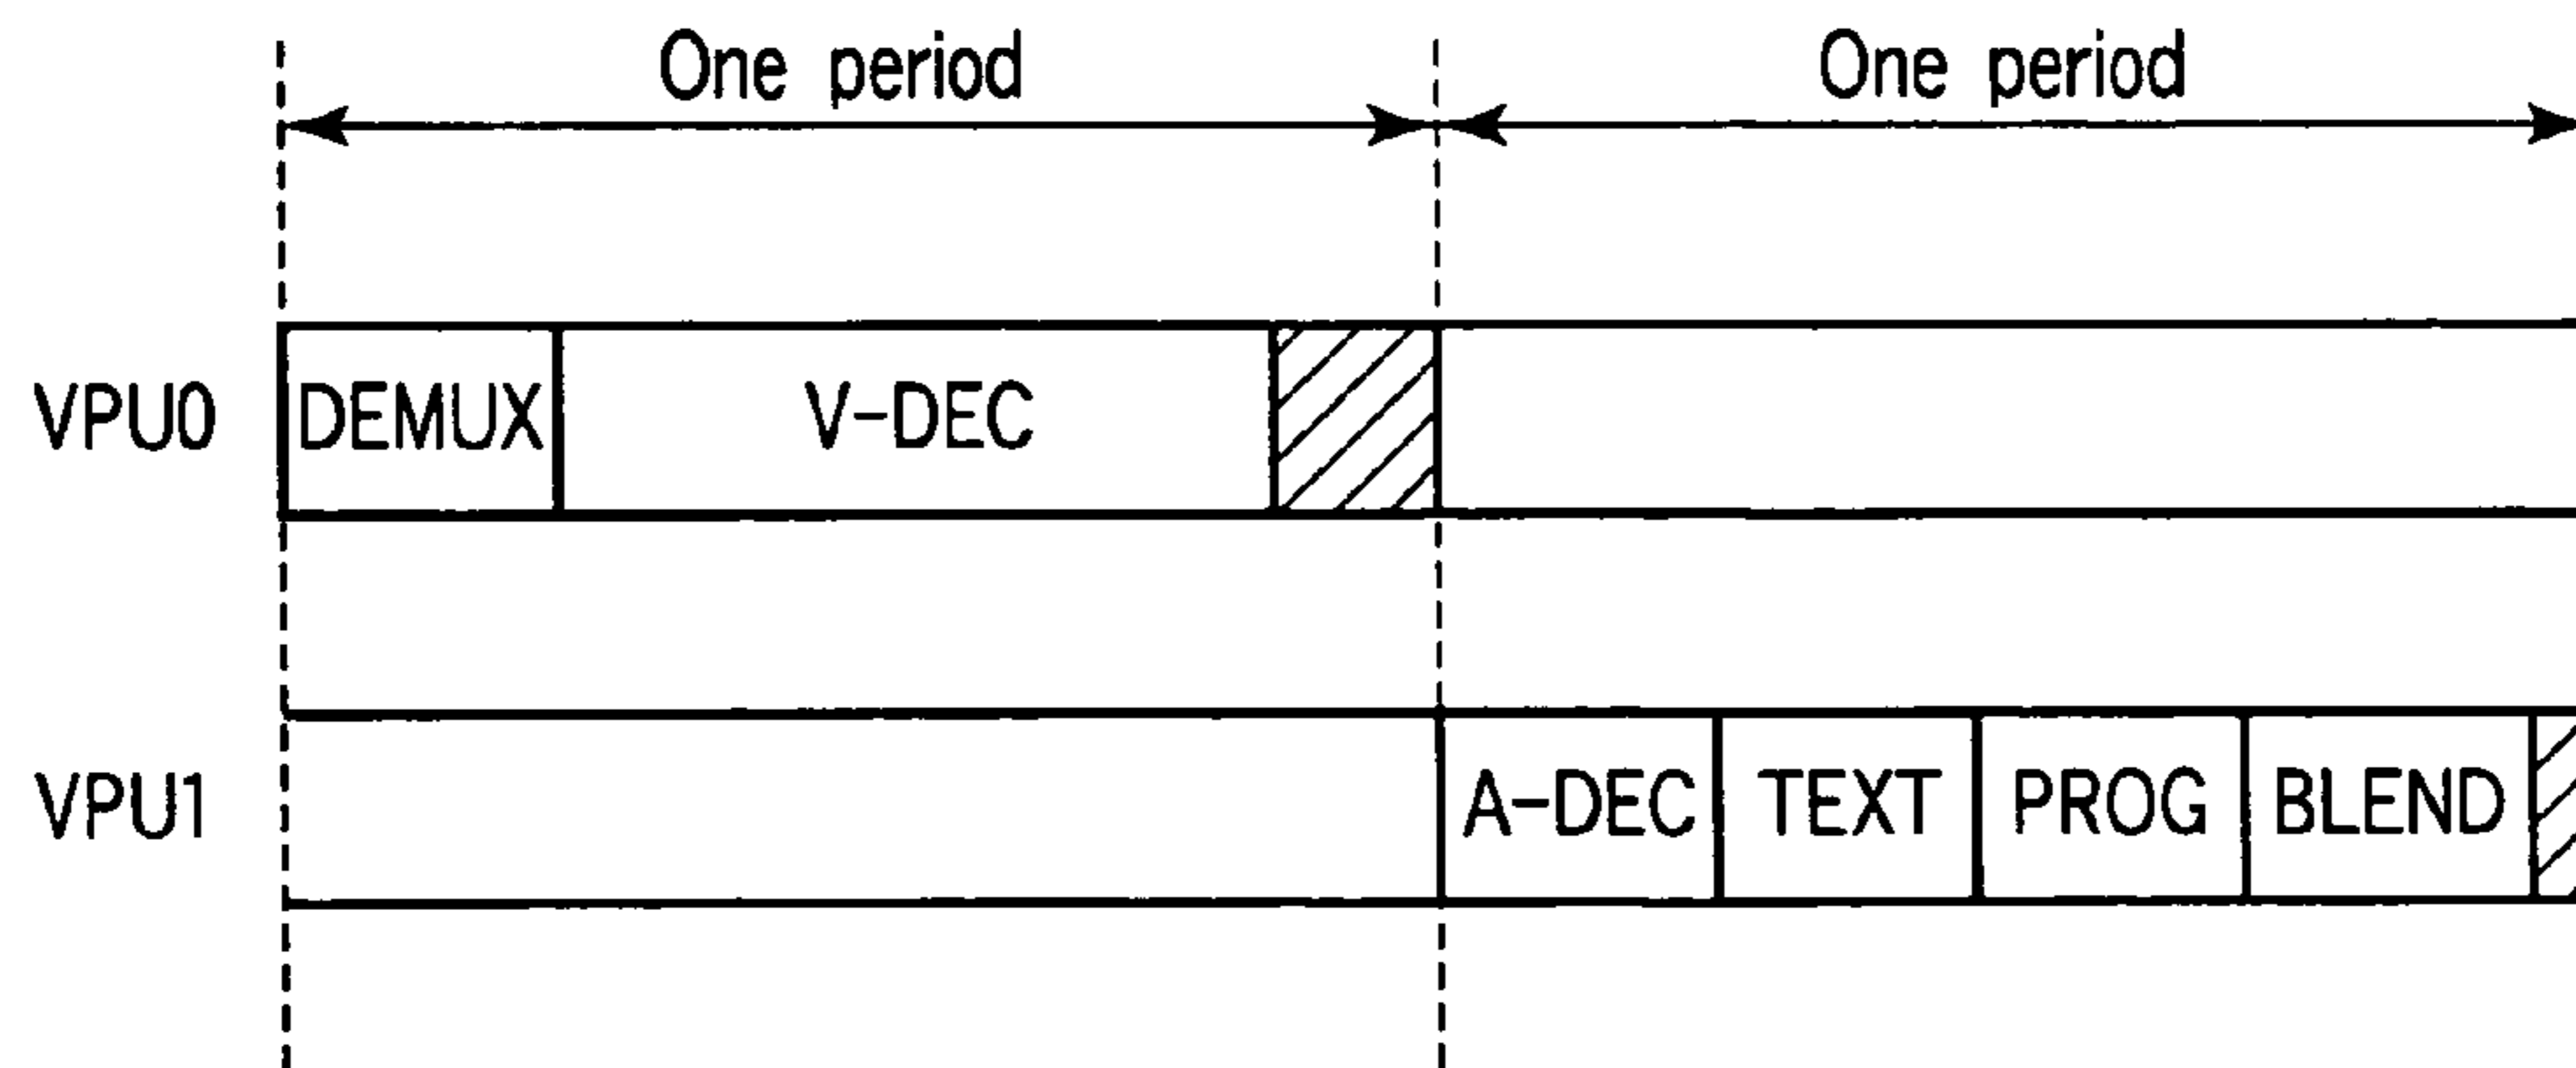 One period One period
VPU0 DEMUX V-DEC
VPU1 A-DEC TEXT PROG BLEND